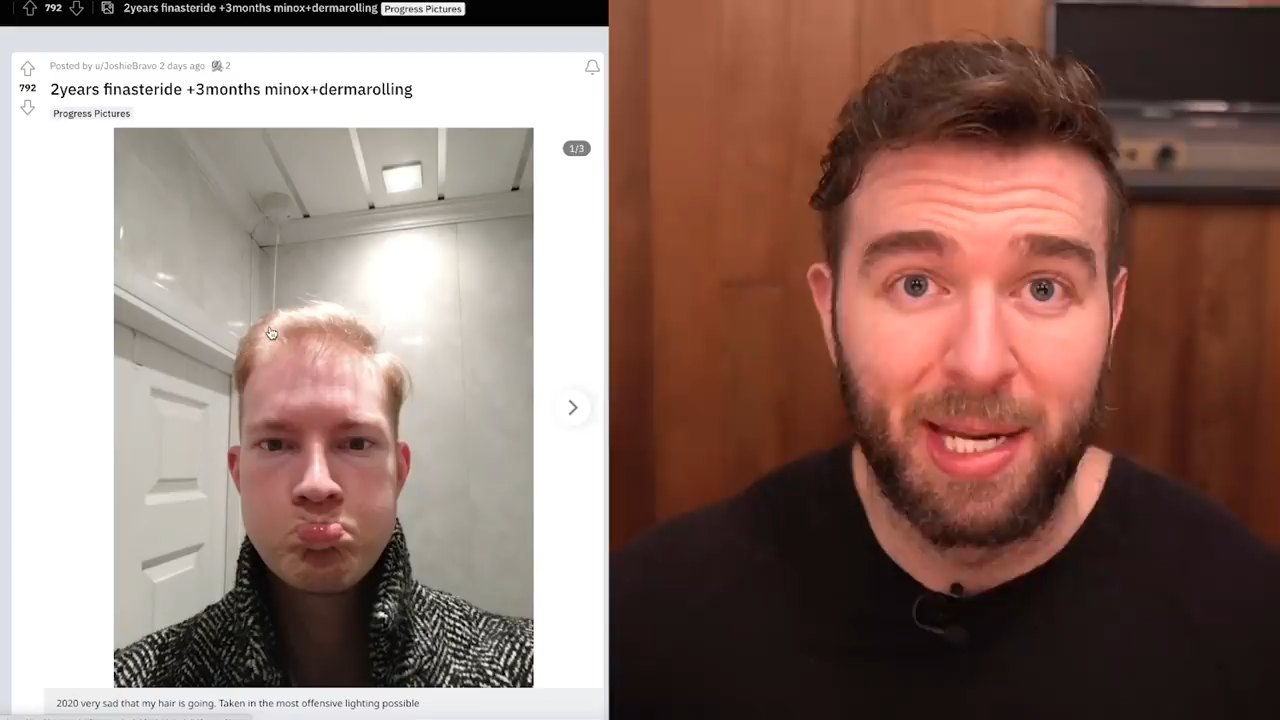 792 2years finasteride +3months minox+dermarolling Progress Pictures
Posted by u/JoshieBravo 2 days ago 2
792
2years finasteride +3months minox+dermarolling
Progress Pictures
1/3
2020 very sad that my hair is going. Taken in the most offensive lighting possible